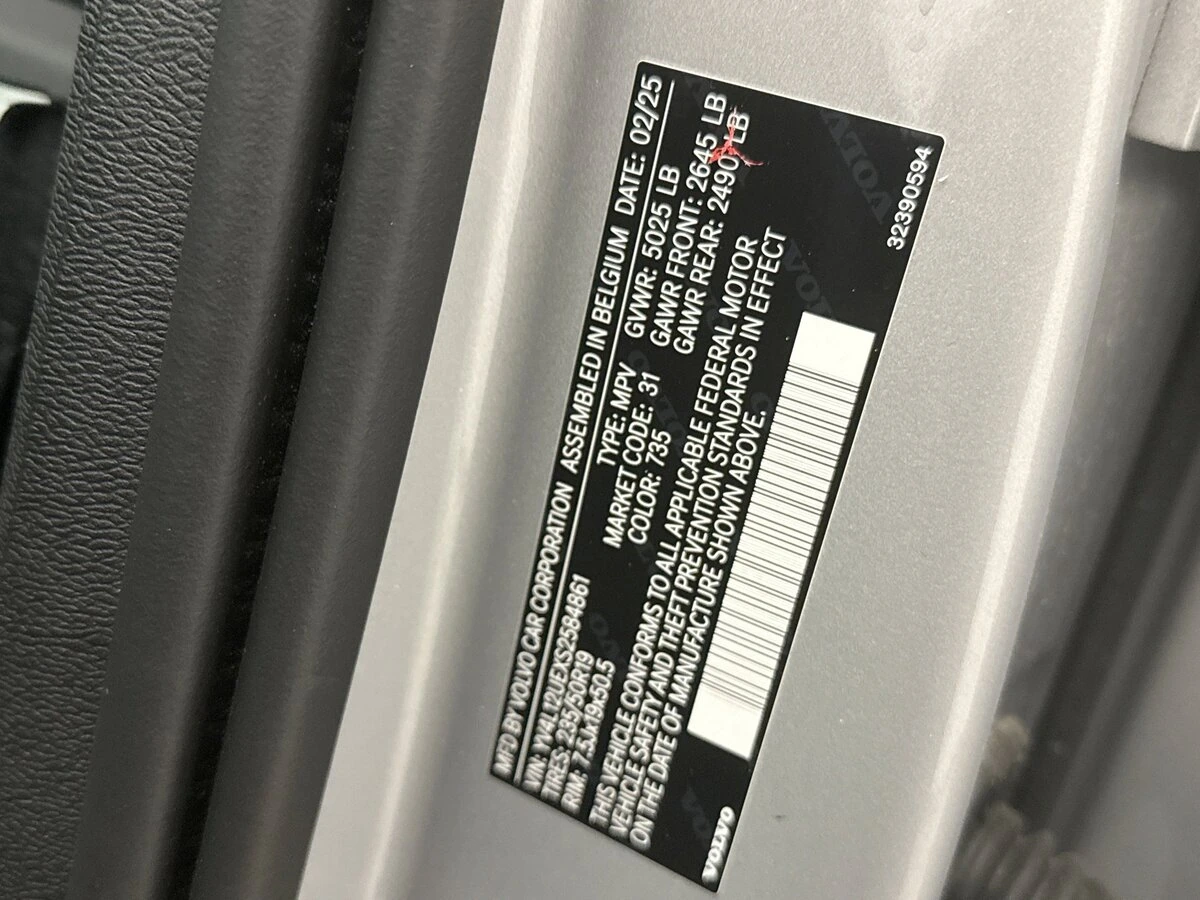 MFD BY VOLVO CAR CORPORATION ASSEMBLED IN BELGIUM DATE: 02/25
VIN: YV4L12UEXS2584861 TYPE: MPV GVWR: 5025 LB
TIRES: 235/50R19 MARKET CODE: 31 GAWR FRONT: 2645 LB
RIM: 7.5Jx19x50.5 COLOR: 735 GAWR REAR: 2490 LB
THIS VEHICLE CONFORMS TO ALL APPLICABLE FEDERAL MOTOR
VEHICLE SAFETY AND THEFT PREVENTION STANDARDS IN EFFECT
ON THE DATE OF MANUFACTURE SHOWN ABOVE.
VOLVO
32390594